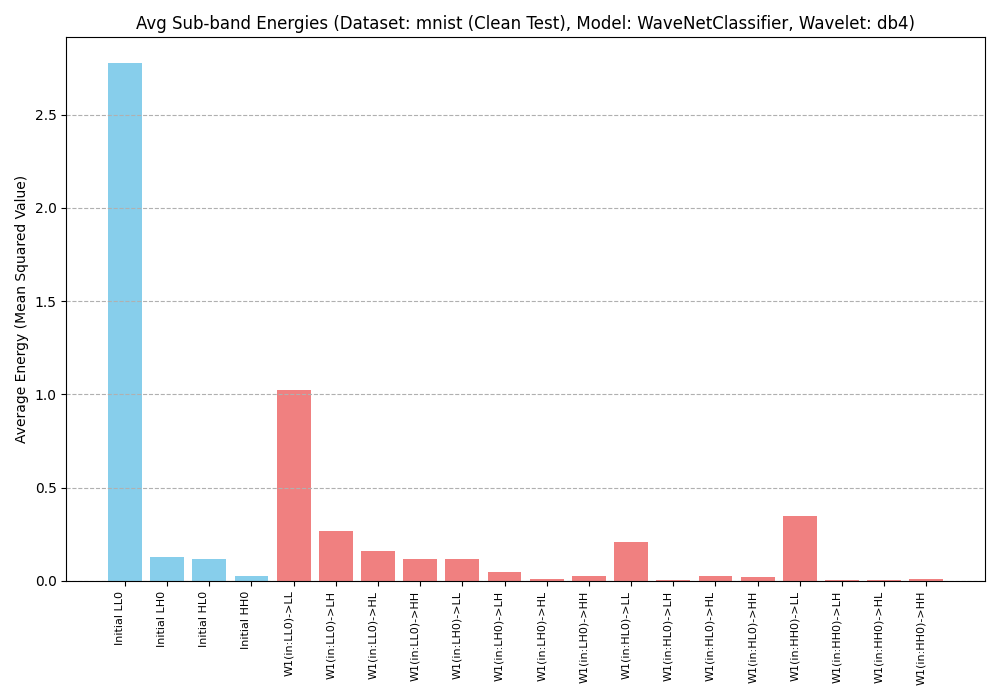 Avg Sub-band Energies (Dataset: mnist (Clean Test), Model: WaveNetClassifier, Wavelet: db4)
Average Energy (Mean Squared Value)
2.5
2.0
1.5
1.0
0.5
0.0
Initial LL0
Initial LH0
Initial HL0
Initial HH0
W1(in:LL0)->LL
W1(in:LL0)->LH
W1(in:LL0)->HL
W1(in:LL0)->HH
W1(in:LH0)->LL
W1(in:LH0)->LH
W1(in:LH0)->HL
W1(in:LH0)->HH
W1(in:HL0)->LL
W1(in:HL0)->LH
W1(in:HL0)->HL
W1(in:HL0)->HH
W1(in:HH0)->LL
W1(in:HH0)->LH
W1(in:HH0)->HL
W1(in:HH0)->HH